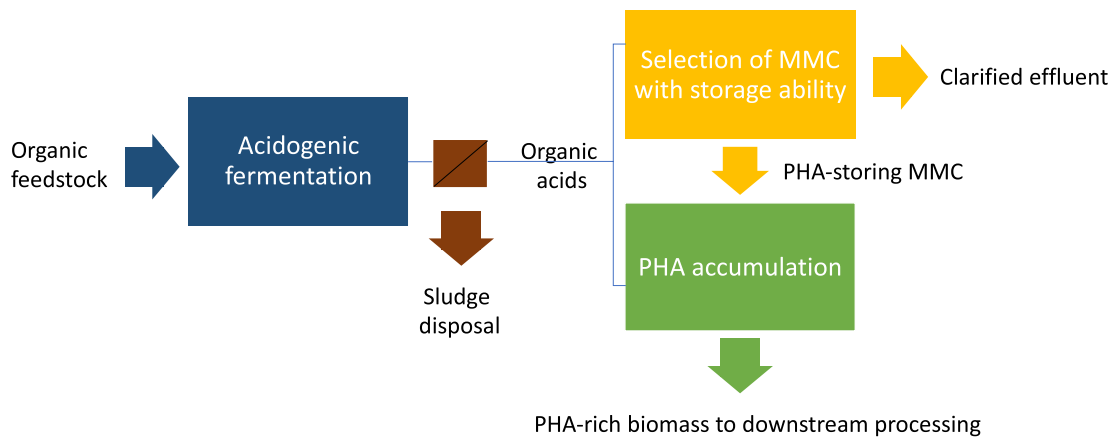 Organic
feedstock
Acidogenic
fermentation
Sludge
disposal
Organic
acids
Selection of MMC
with storage ability
Clarified effluent
PHA-storing MMC
PHA accumulation
PHA-rich biomass to downstream processing